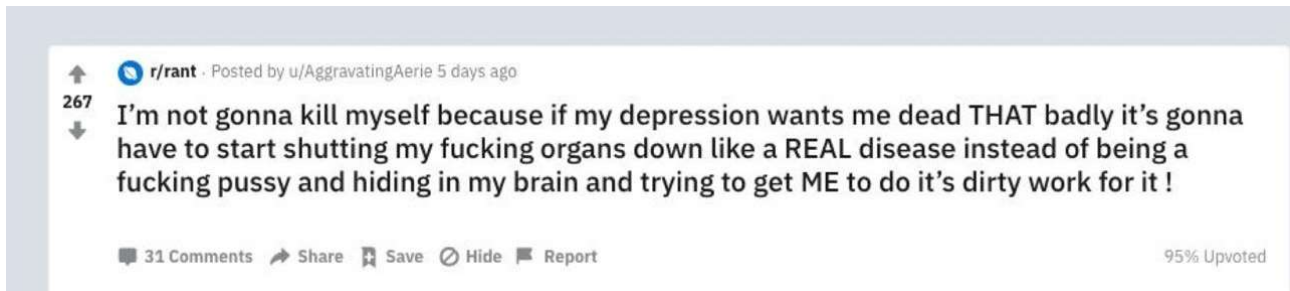 r/rant · Posted by u/AggravatingAerie 5 days ago
267
I'm not gonna kill myself because if my depression wants me dead THAT badly it's gonna
have to start shutting my fucking organs down like a REAL disease instead of being a
fucking pussy and hiding in my brain and trying to get ME to do it's dirty work for it !
31 Comments Share Save Hide Report 95% Upvoted